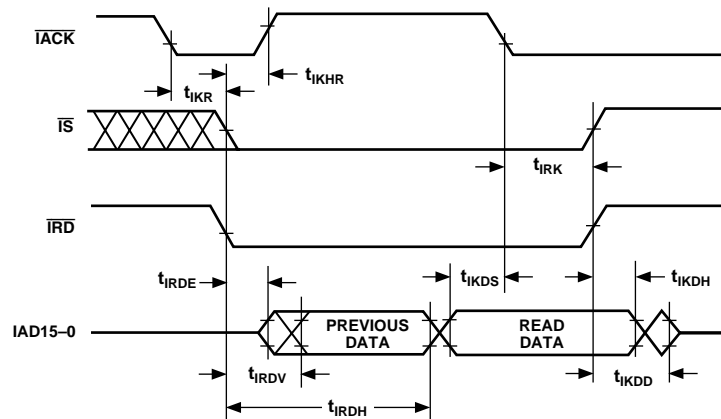 IACK
tIKHR
tIKR
IS
tIRK
IRD
tIRDE
tIKDS
tIKDH
IAD15–0
PREVIOUS
DATA
READ
DATA
tIRDV
tIKDD
tIRDH